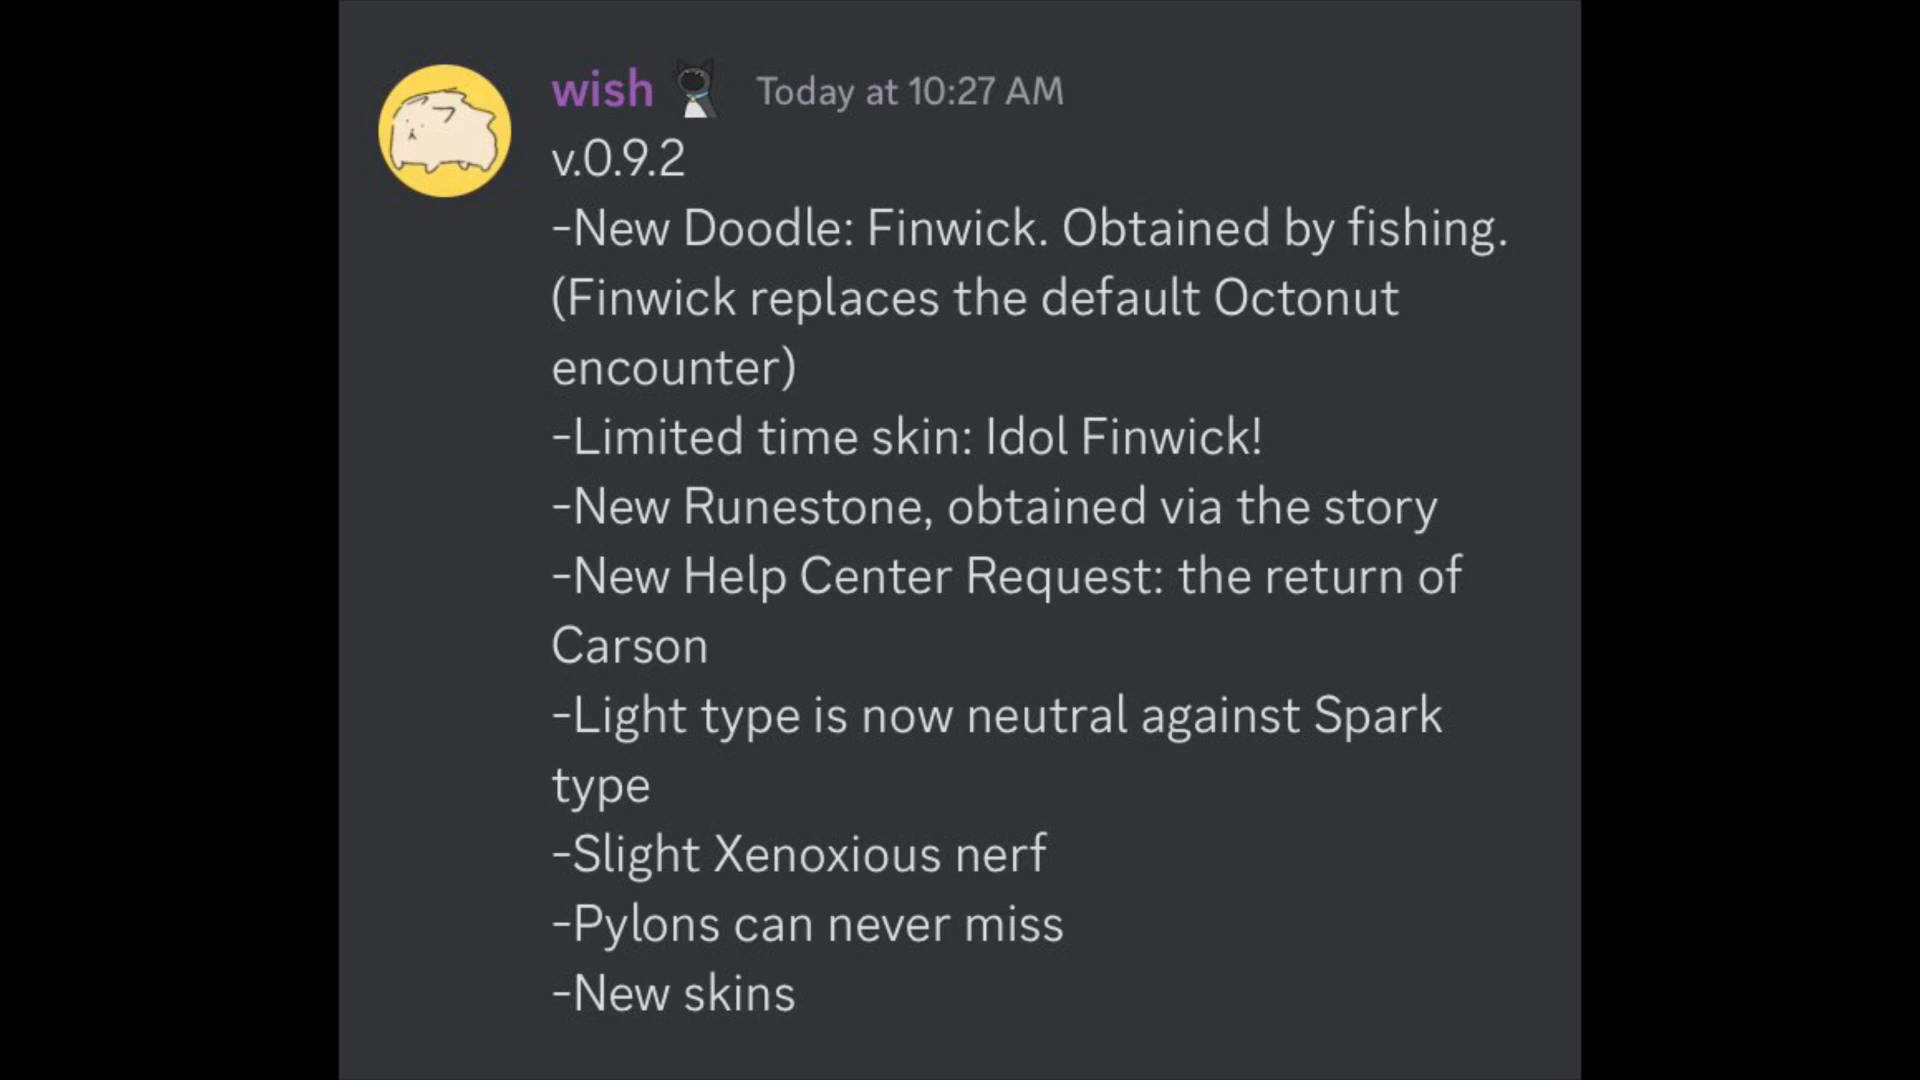 wish Today at 10:27 AM
v.0.9.2
-New Doodle: Finwick. Obtained by fishing.
(Finwick replaces the default Octonut
encounter)
-Limited time skin: Idol Finwick!
-New Runestone, obtained via the story
-New Help Center Request: the return of
Carson
-Light type is now neutral against Spark
type
-Slight Xenoxious nerf
-Pylons can never miss
-New skins